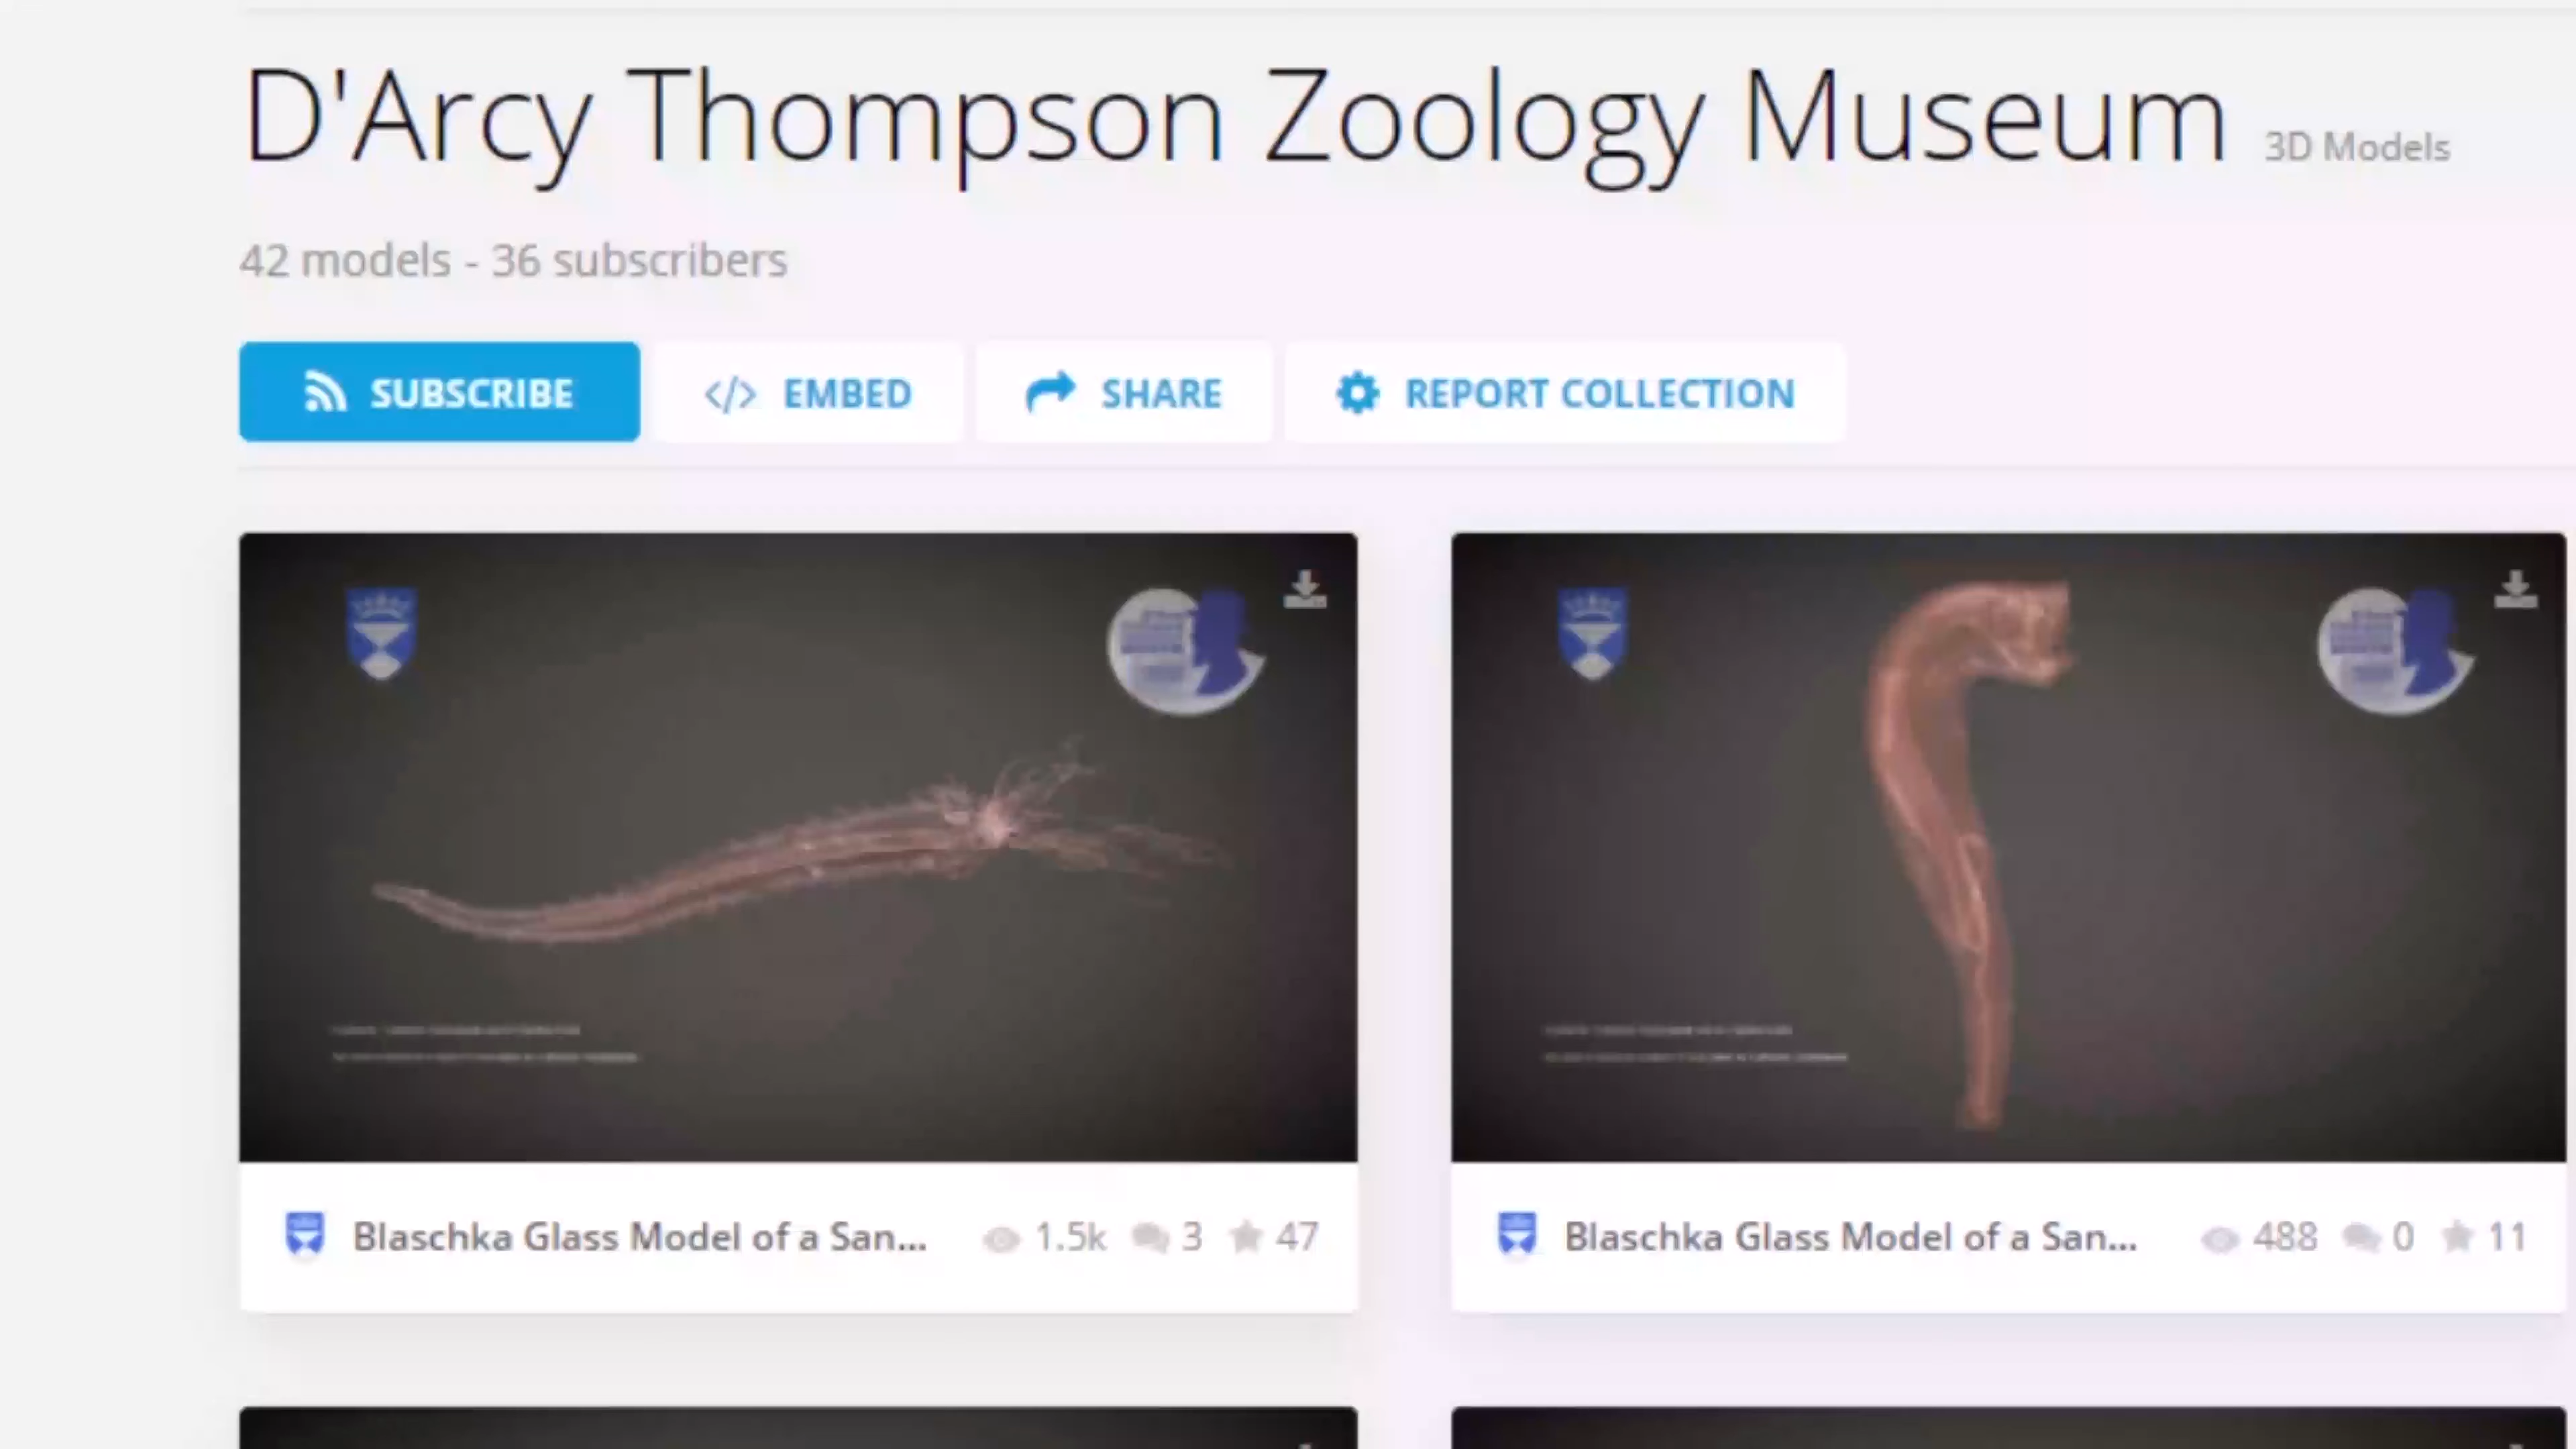 D'Arcy Thompson Zoology Museum 3D Models
42 models - 36 subscribers
SUBSCRIBE </> EMBED SHARE REPORT COLLECTION
Blaschka Glass Model of a San... 1.5k 3 47
Blaschka Glass Model of a San... 488 0 11